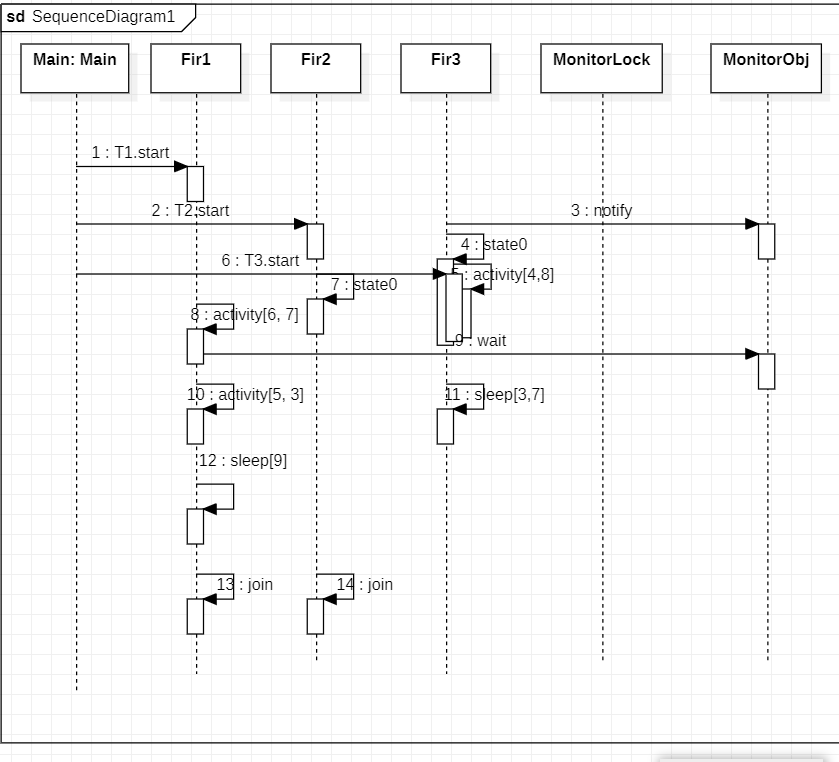 sd SequenceDiagram1
Main: Main
Fir1
Fir2
Fir3
MonitorLock
MonitorObj
1 : T1.start
2 : T2.start
3 : notify
4 : state0
6 : T3.start
5 : activity[4,8]
7 : state0
8 : activity[6, 7]
9 : wait
10 : activity[5, 3]
11 : sleep[3,7]
12 : sleep[9]
13 : join
14 : join